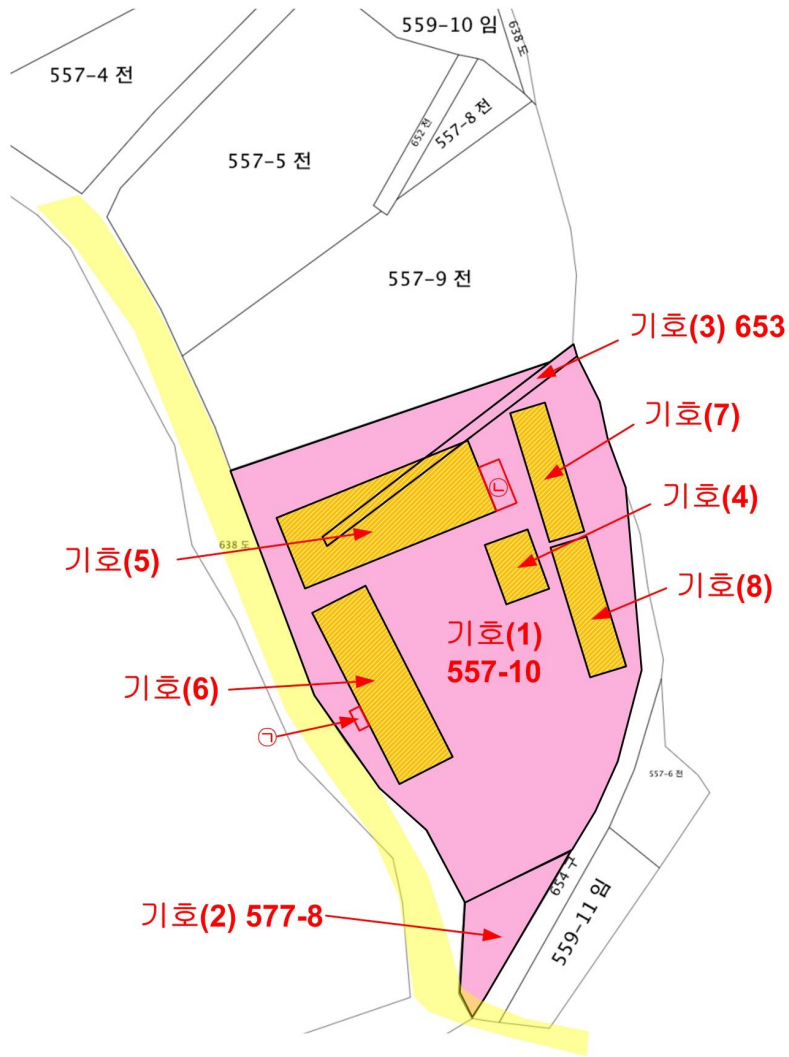 559-10 임
638 도
557-4 전
652 전
557-8 전
557-5 전
557-9 전
기호(3) 653
기호(7)
㉡
기호(4)
638 도
기호(5)
기호(8)
기호(1)
557-10
기호(6)
㉠
557-6 전
654 구
559-11 임
기호(2) 577-8